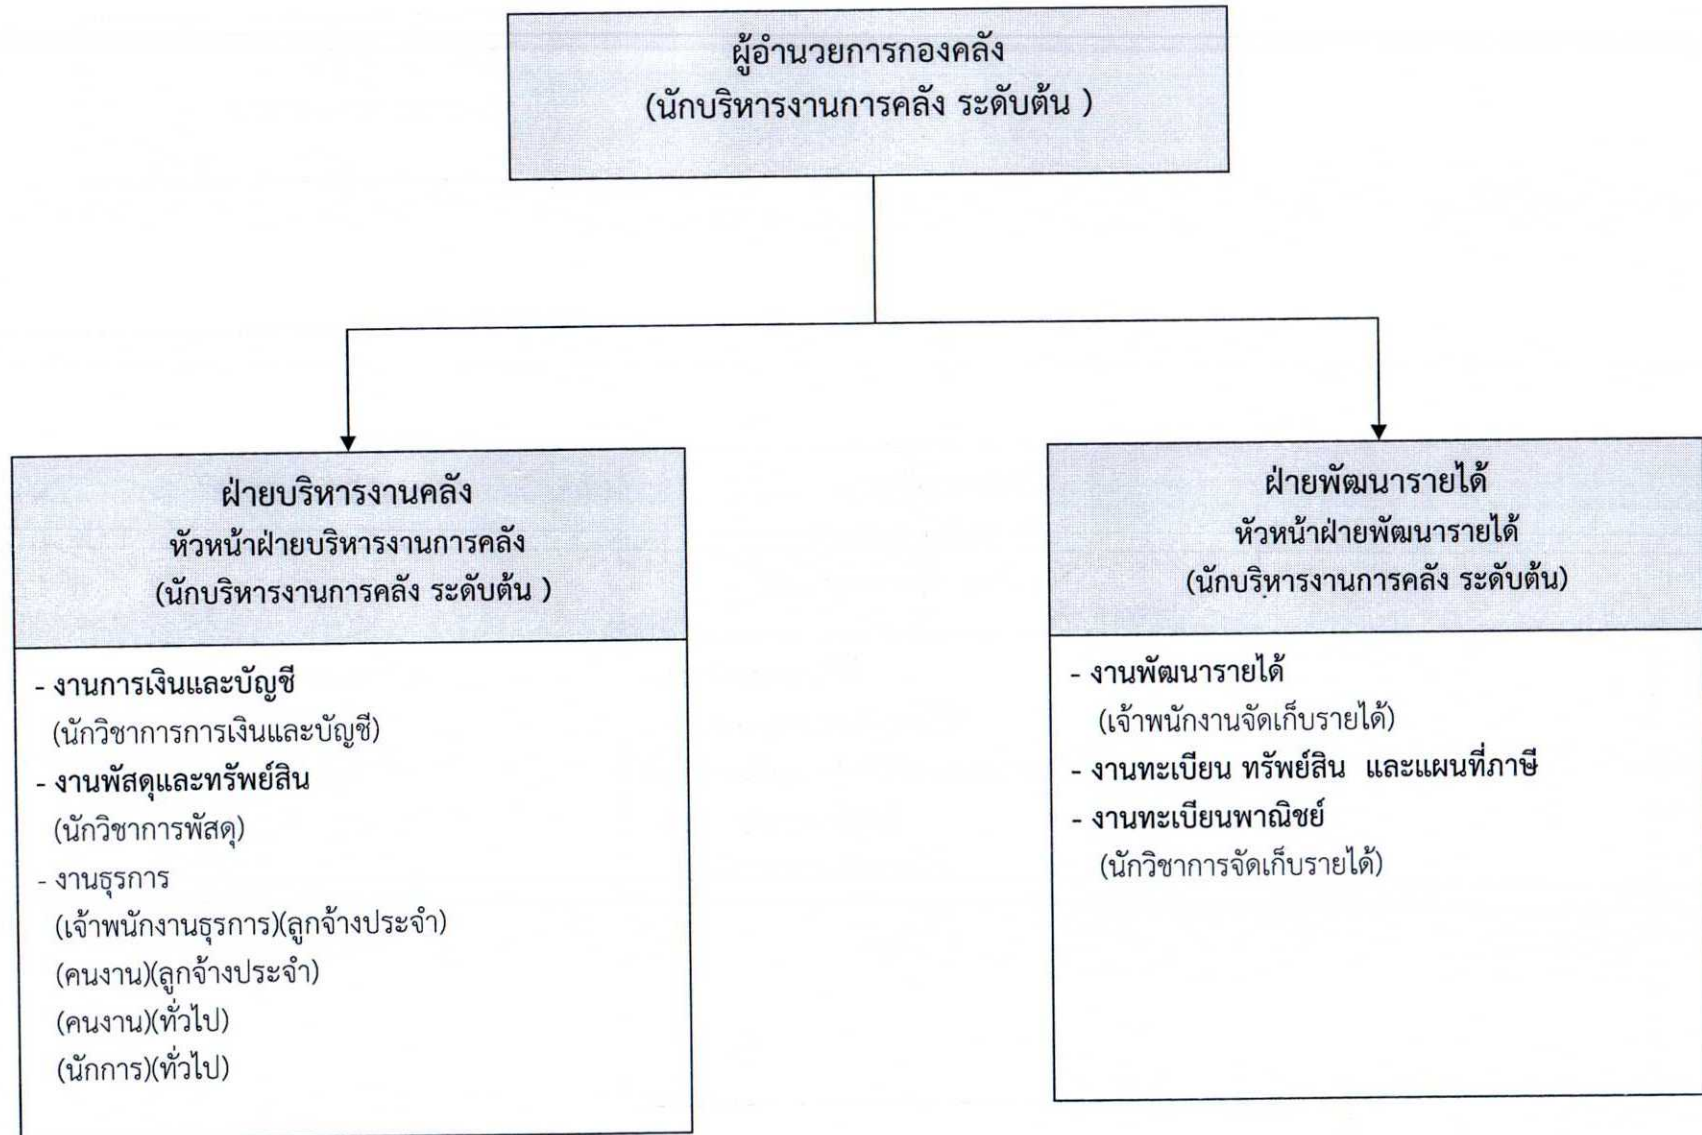 ผู้อำนวยการกองคลัง
(นักบริหารงานการคลัง ระดับต้น )
ฝ่ายบริหารงานคลัง
หัวหน้าฝ่ายบริหารงานการคลัง
(นักบริหารงานการคลัง ระดับต้น )
- งานการเงินและบัญชี
(นักวิชาการการเงินและบัญชี)
- งานพัสดุและทรัพย์สิน
(นักวิชาการพัสดุ)
- งานธุรการ
(เจ้าพนักงานธุรการ)(ลูกจ้างประจำ)
(คนงาน)(ลูกจ้างประจำ)
(คนงาน)(ทั่วไป)
(นักการ)(ทั่วไป)
ฝ่ายพัฒนารายได้
หัวหน้าฝ่ายพัฒนารายได้
(นักบริหารงานการคลัง ระดับต้น)
- งานพัฒนารายได้
(เจ้าพนักงานจัดเก็บรายได้)
- งานทะเบียน ทรัพย์สิน และแผนที่ภาษี
- งานทะเบียนพาณิชย์
(นักวิชาการจัดเก็บรายได้)